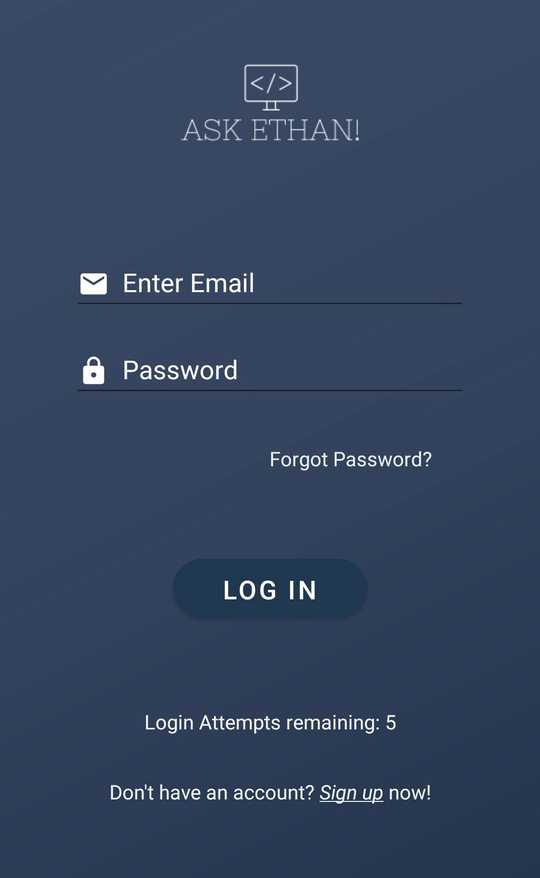 </>
ASK ETHAN!
Enter Email
Password
Forgot Password?
LOG IN
Login Attempts remaining: 5
Don't have an account? Sign up now!